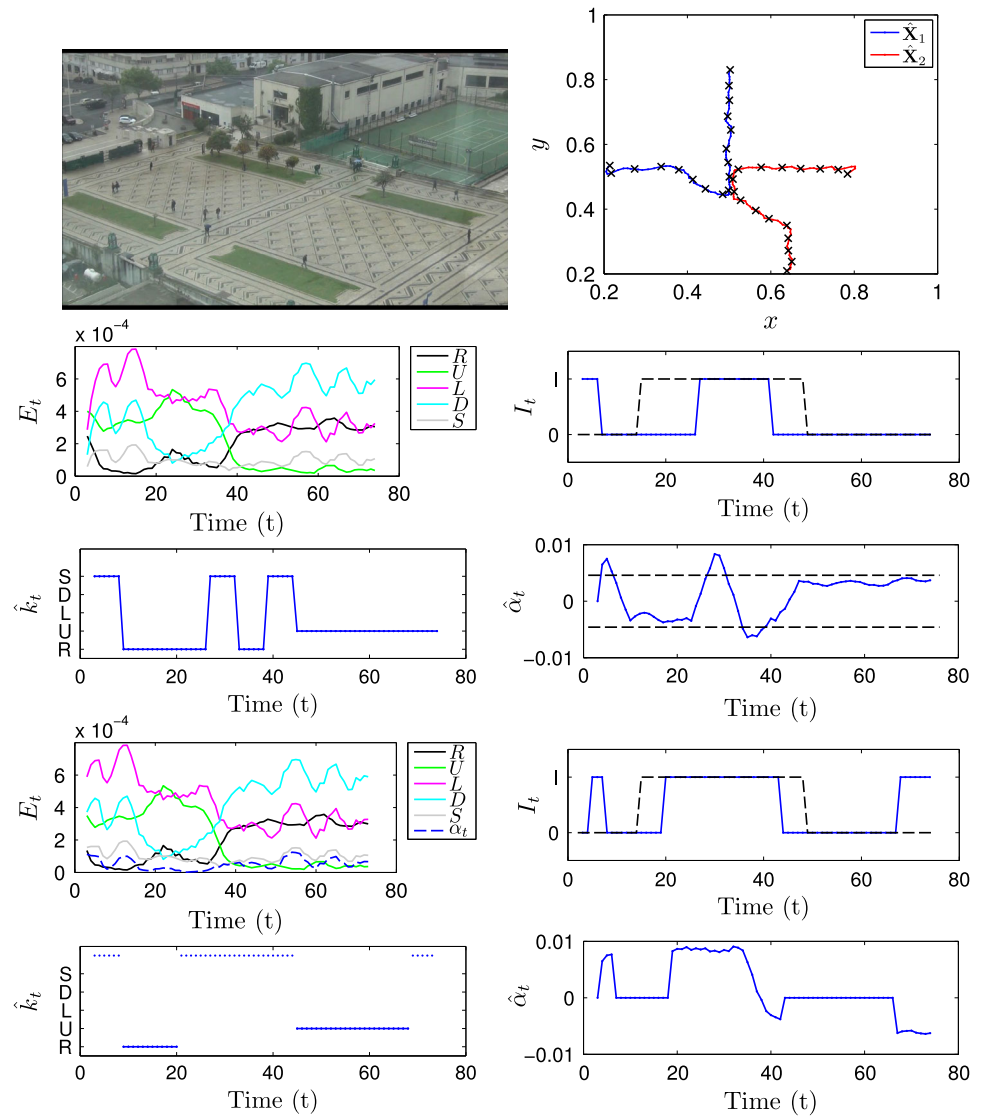 1
0.8
0.6
0.4
0.2
0.2 0.4 0.6 0.8 1
y
x
X̂₁
X̂₂
x 10⁻⁴
6
4
2
0
0 20 40 60 80
E_t
Time (t)
R
U
L
D
S
I_t
1
0
0 20 40 60 80
Time (t)
k̂_t
S
D
L
U
R
0 20 40 60 80
Time (t)
α̂_t
0.01
0
−0.01
0 20 40 60 80
Time (t)
x 10⁻⁴
6
4
2
0
0 20 40 60 80
E_t
Time (t)
R
U
L
D
S
α_t
I_t
1
0
0 20 40 60 80
Time (t)
k̂_t
S
D
L
U
R
0 20 40 60 80
Time (t)
α̂_t
0.01
0
−0.01
0 20 40 60 80
Time (t)